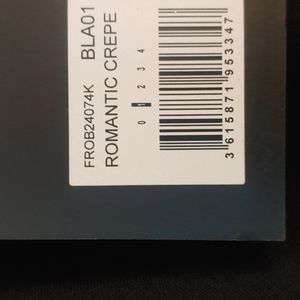 FROB24074K BLA01
ROMANTIC CREPE
0 1 2 3 4
3 615871 953347